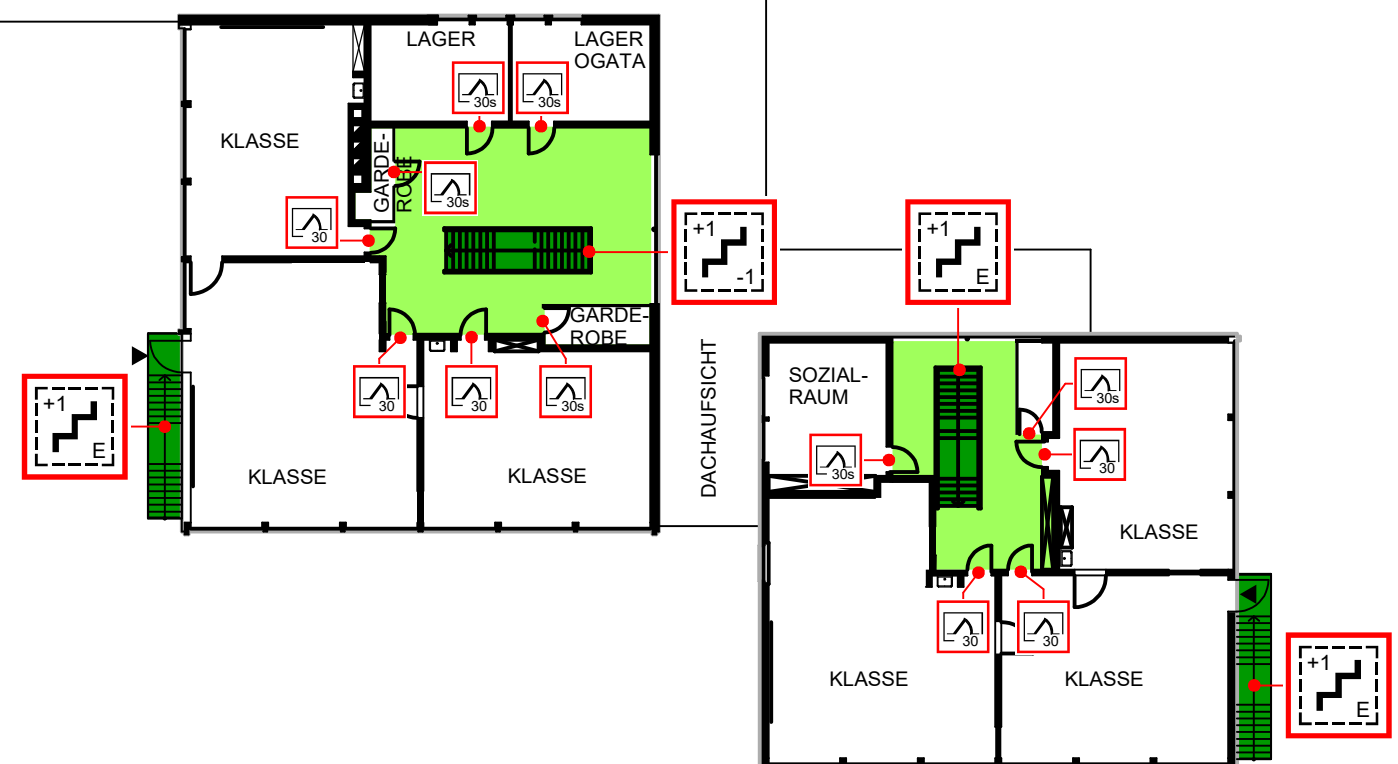 LAGER
LAGER
OGATA
30s
30s
KLASSE
GARDE-
ROBE
30s
30
+1
-1
+1
E
GARDE-
ROBE
30
30
30s
+1
E
KLASSE
KLASSE
DACHAUFSICHT
SOZIAL-
RAUM
30s
30s
30
KLASSE
30
30
KLASSE
KLASSE
+1
E